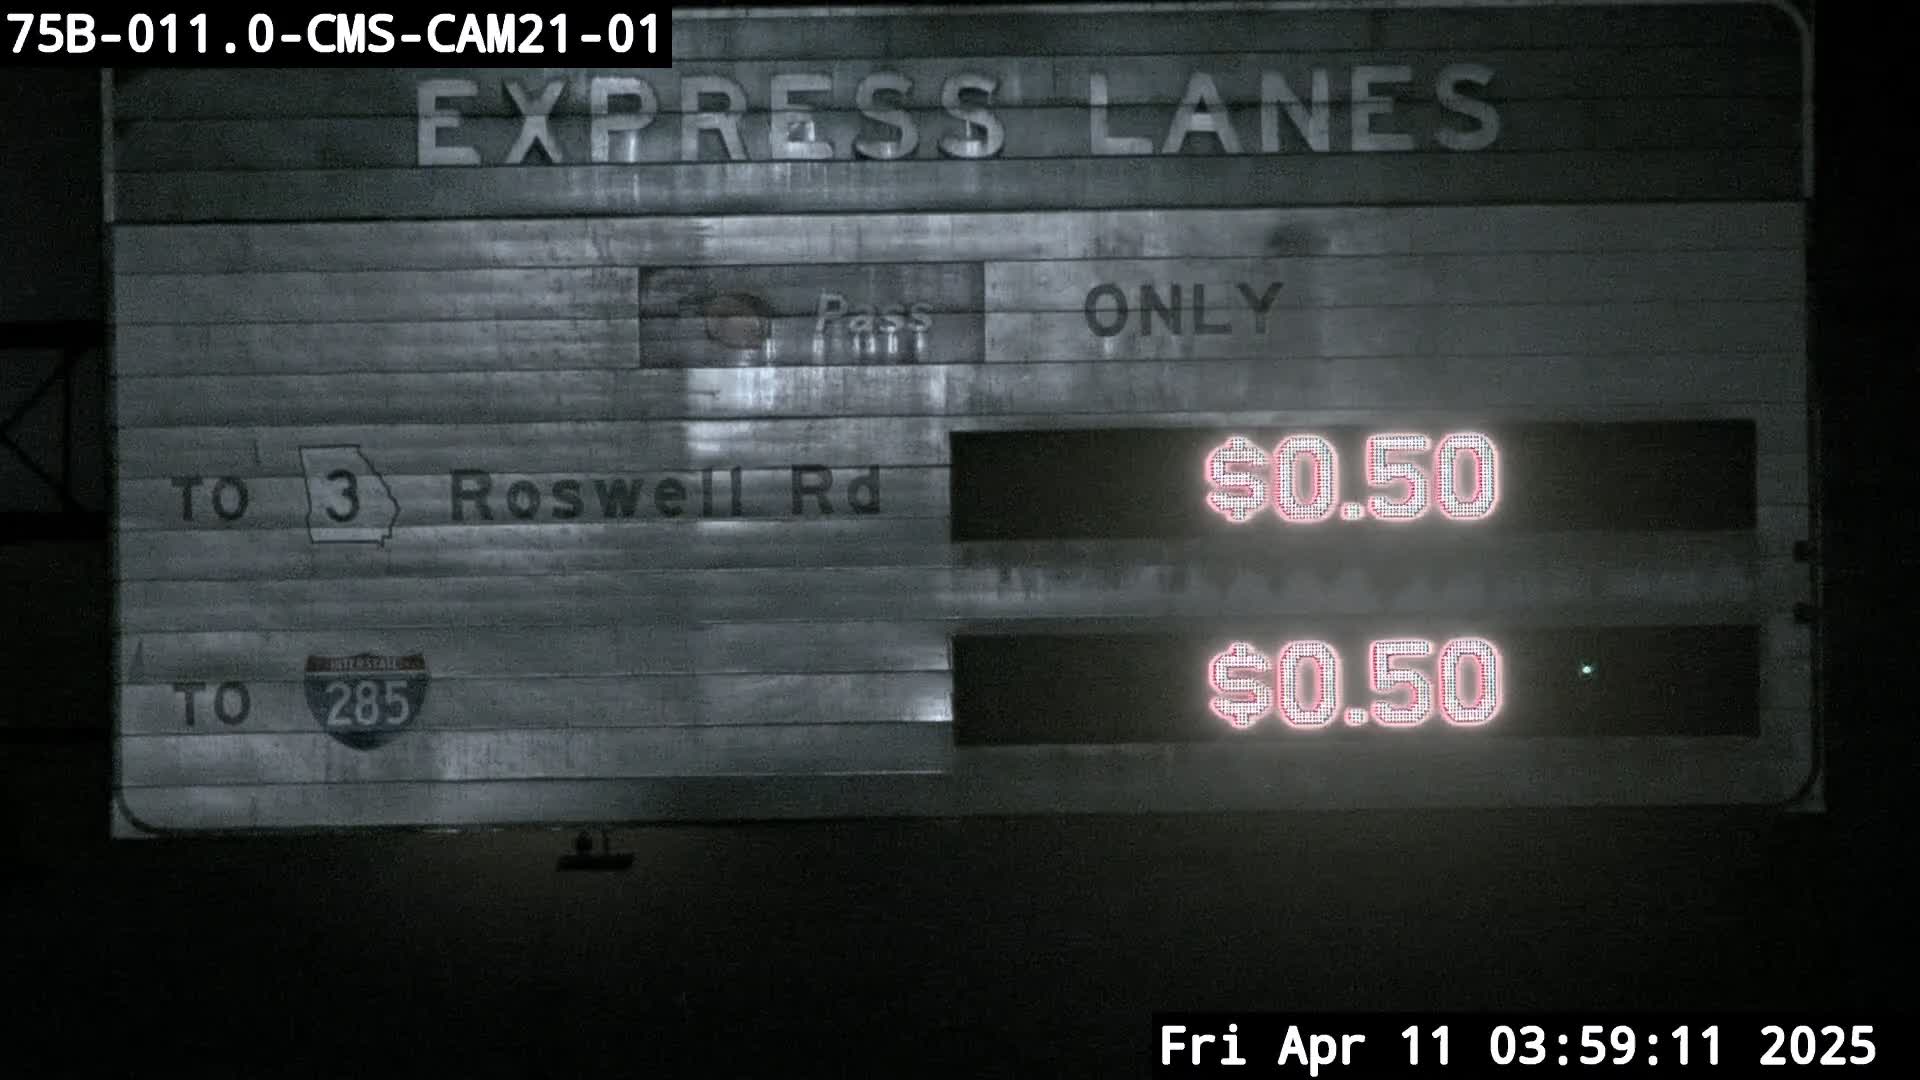 75B-011.0-CMS-CAM21-01
EXPRESS LANES
Pass ONLY
TO 3 Roswell Rd $0.50
INTERSTATE
TO 285 $0.50
Fri Apr 11 03:59:11 2025